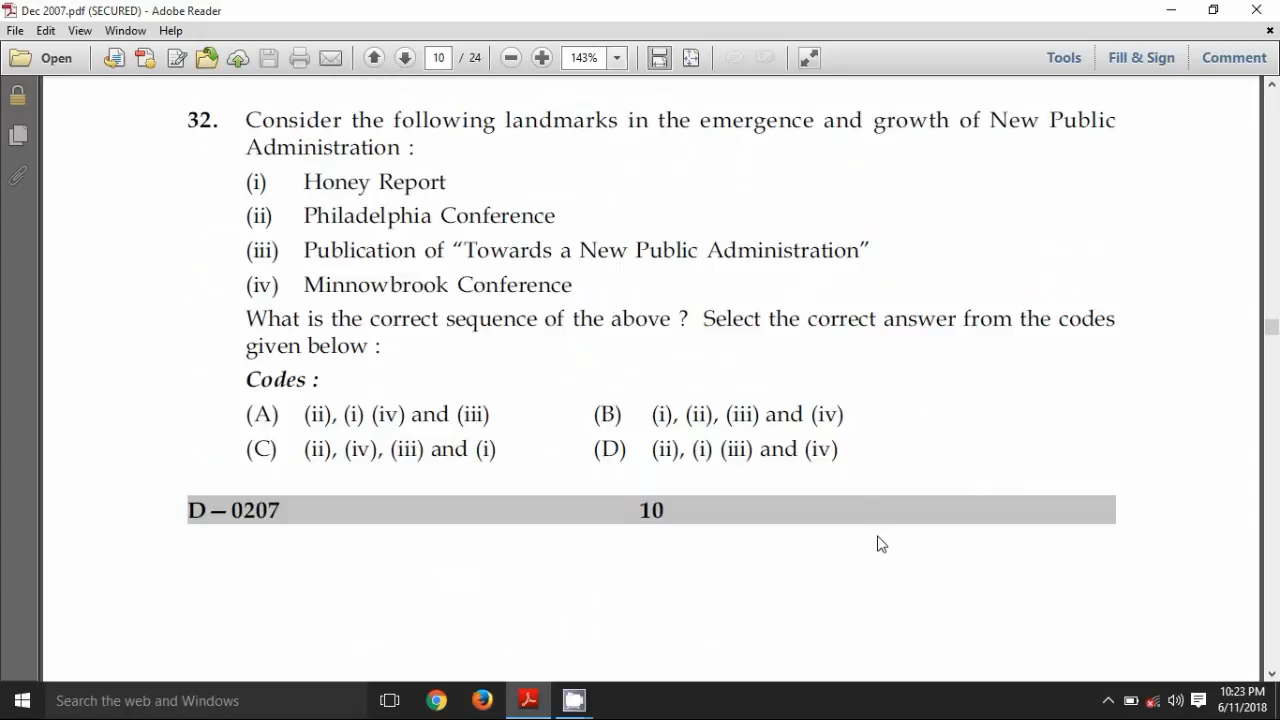 Dec 2007.pdf (SECURED) - Adobe Reader
File Edit View Window Help
Open 10 / 24 143% Tools Fill & Sign Comment
32. Consider the following landmarks in the emergence and growth of New Public
Administration :
(i) Honey Report
(ii) Philadelphia Conference
(iii) Publication of “Towards a New Public Administration”
(iv) Minnowbrook Conference
What is the correct sequence of the above ? Select the correct answer from the codes
given below :
Codes :
(A) (ii), (i) (iv) and (iii) (B) (i), (ii), (iii) and (iv)
(C) (ii), (iv), (iii) and (i) (D) (ii), (i) (iii) and (iv)
D – 0207 10
Search the web and Windows
10:23 PM
6/11/2018